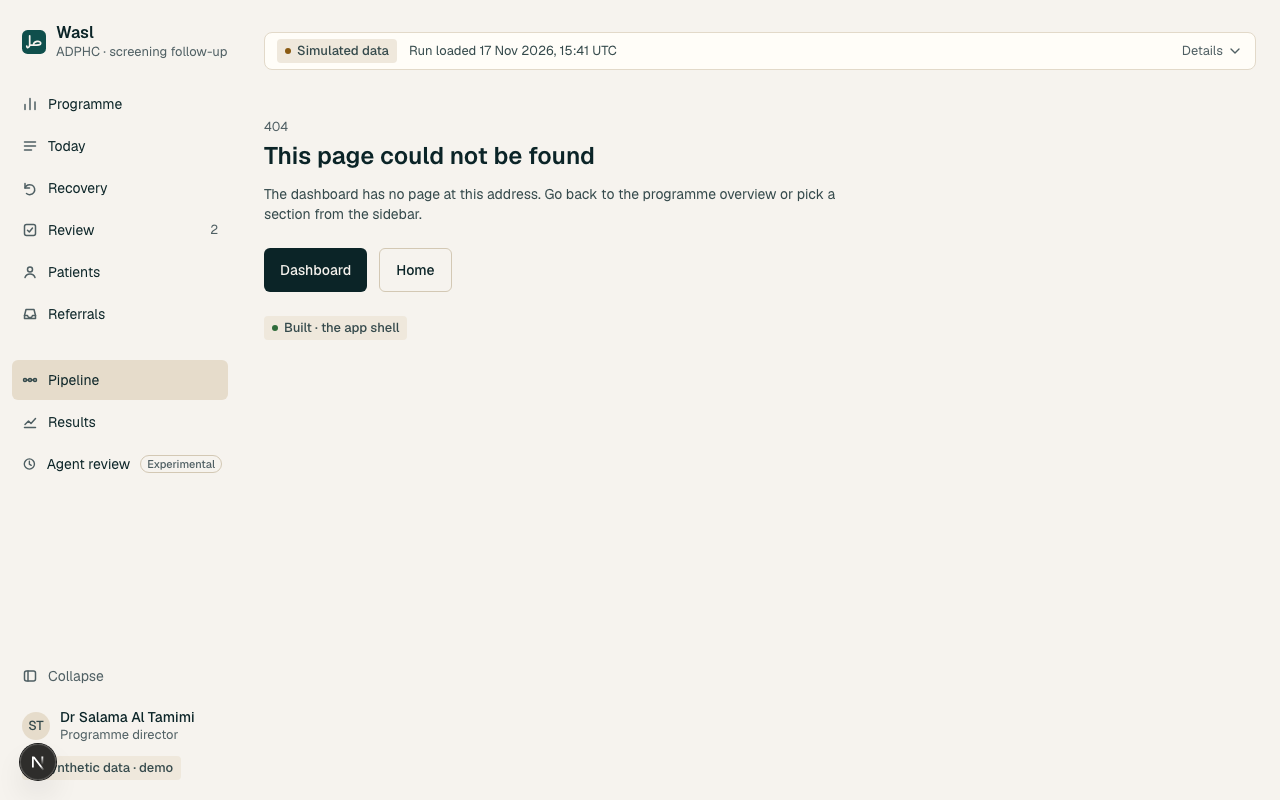 صل
Wasl
ADPHC · screening follow-up
Programme
Today
Recovery
Review 2
Patients
Referrals
Pipeline
Results
Agent review Experimental
Collapse
ST
Dr Salama Al Tamimi
Programme director
N
nthetic data · demo
Simulated data Run loaded 17 Nov 2026, 15:41 UTC Details
404
This page could not be found
The dashboard has no page at this address. Go back to the programme overview or pick a
section from the sidebar.
Dashboard Home
Built · the app shell